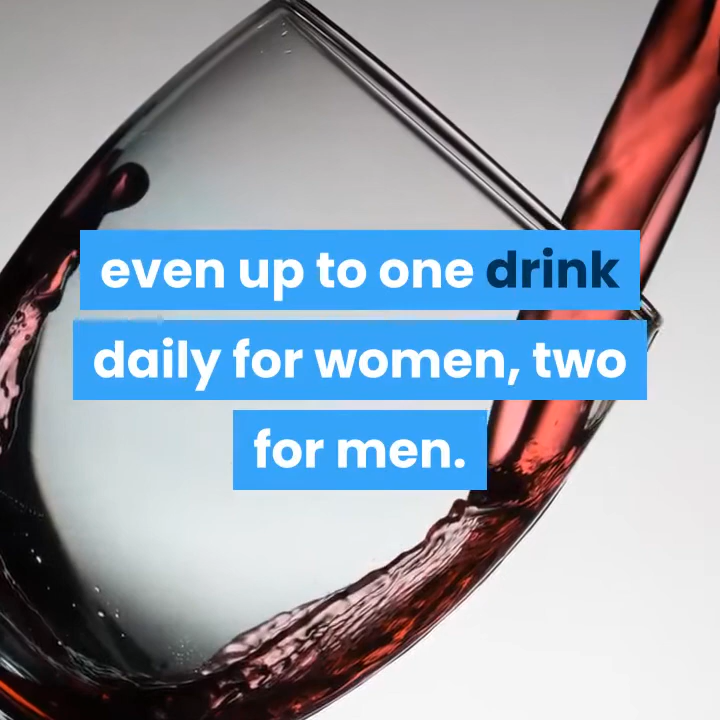 even up to one drink
daily for women, two
for men.